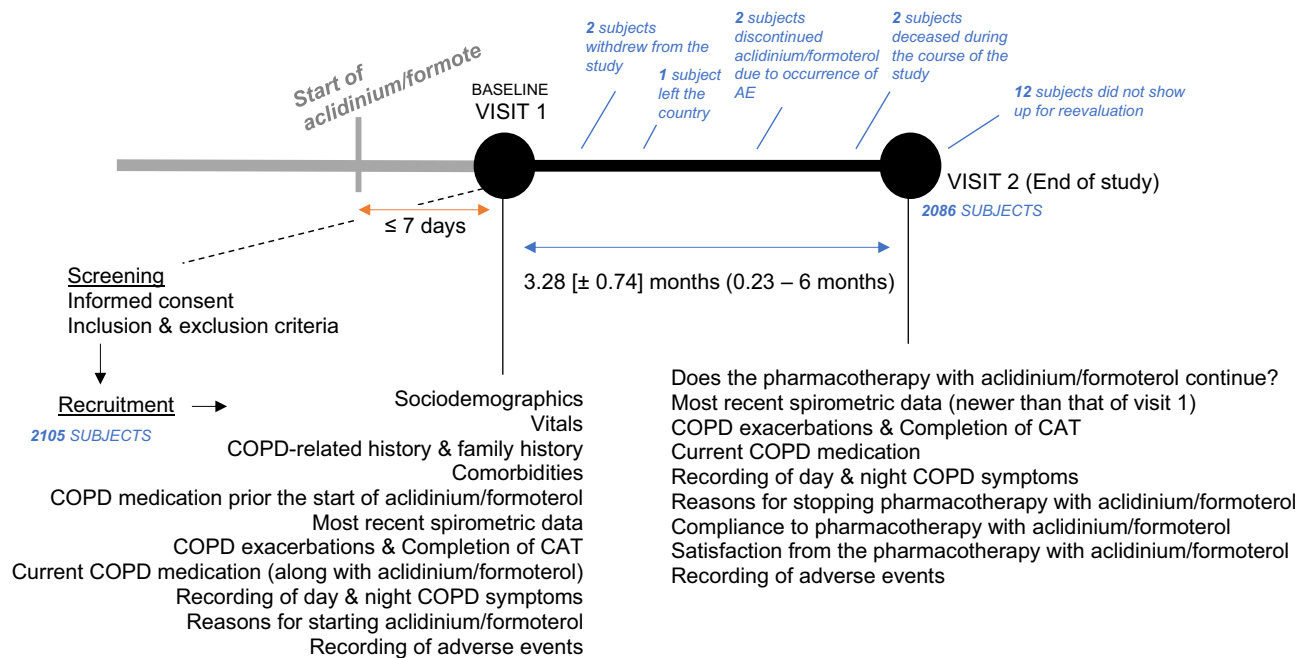 Start of
aclidinium/formote
BASELINE
VISIT 1
2 subjects
withdrew from the
study
1 subject
left the
country
2 subjects
discontinued
aclidinium/formoterol
due to occurrence of
AE
2 subjects
deceased during
the course of the
study
12 subjects did not show
up for reevaluation
VISIT 2 (End of study)
2086 SUBJECTS
≤ 7 days
3.28 [± 0.74] months (0.23 – 6 months)
Screening
Informed consent
Inclusion & exclusion criteria
Recruitment
2105 SUBJECTS
Sociodemographics
Vitals
COPD-related history & family history
Comorbidities
COPD medication prior the start of aclidinium/formoterol
Most recent spirometric data
COPD exacerbations & Completion of CAT
Current COPD medication (along with aclidinium/formoterol)
Recording of day & night COPD symptoms
Reasons for starting aclidinium/formoterol
Recording of adverse events
Does the pharmacotherapy with aclidinium/formoterol continue?
Most recent spirometric data (newer than that of visit 1)
COPD exacerbations & Completion of CAT
Current COPD medication
Recording of day & night COPD symptoms
Reasons for stopping pharmacotherapy with aclidinium/formoterol
Compliance to pharmacotherapy with aclidinium/formoterol
Satisfaction from the pharmacotherapy with aclidinium/formoterol
Recording of adverse events